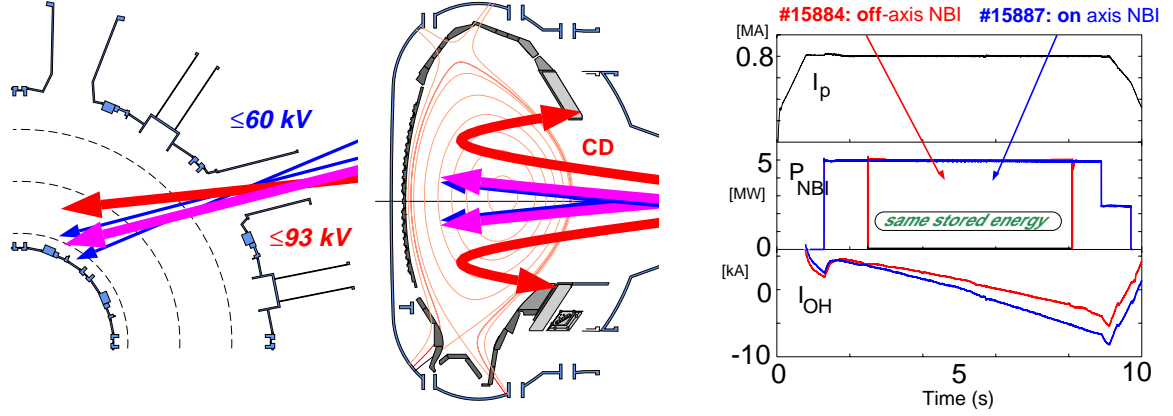 ≤60 kV
≤93 kV
CD
#15884: off-axis NBI
#15887: on axis NBI
[MA]
0.8
I_p
5
[MW]
P_NBI
same stored energy
0
[kA]
0
I_OH
-10
0
5
10
Time (s)